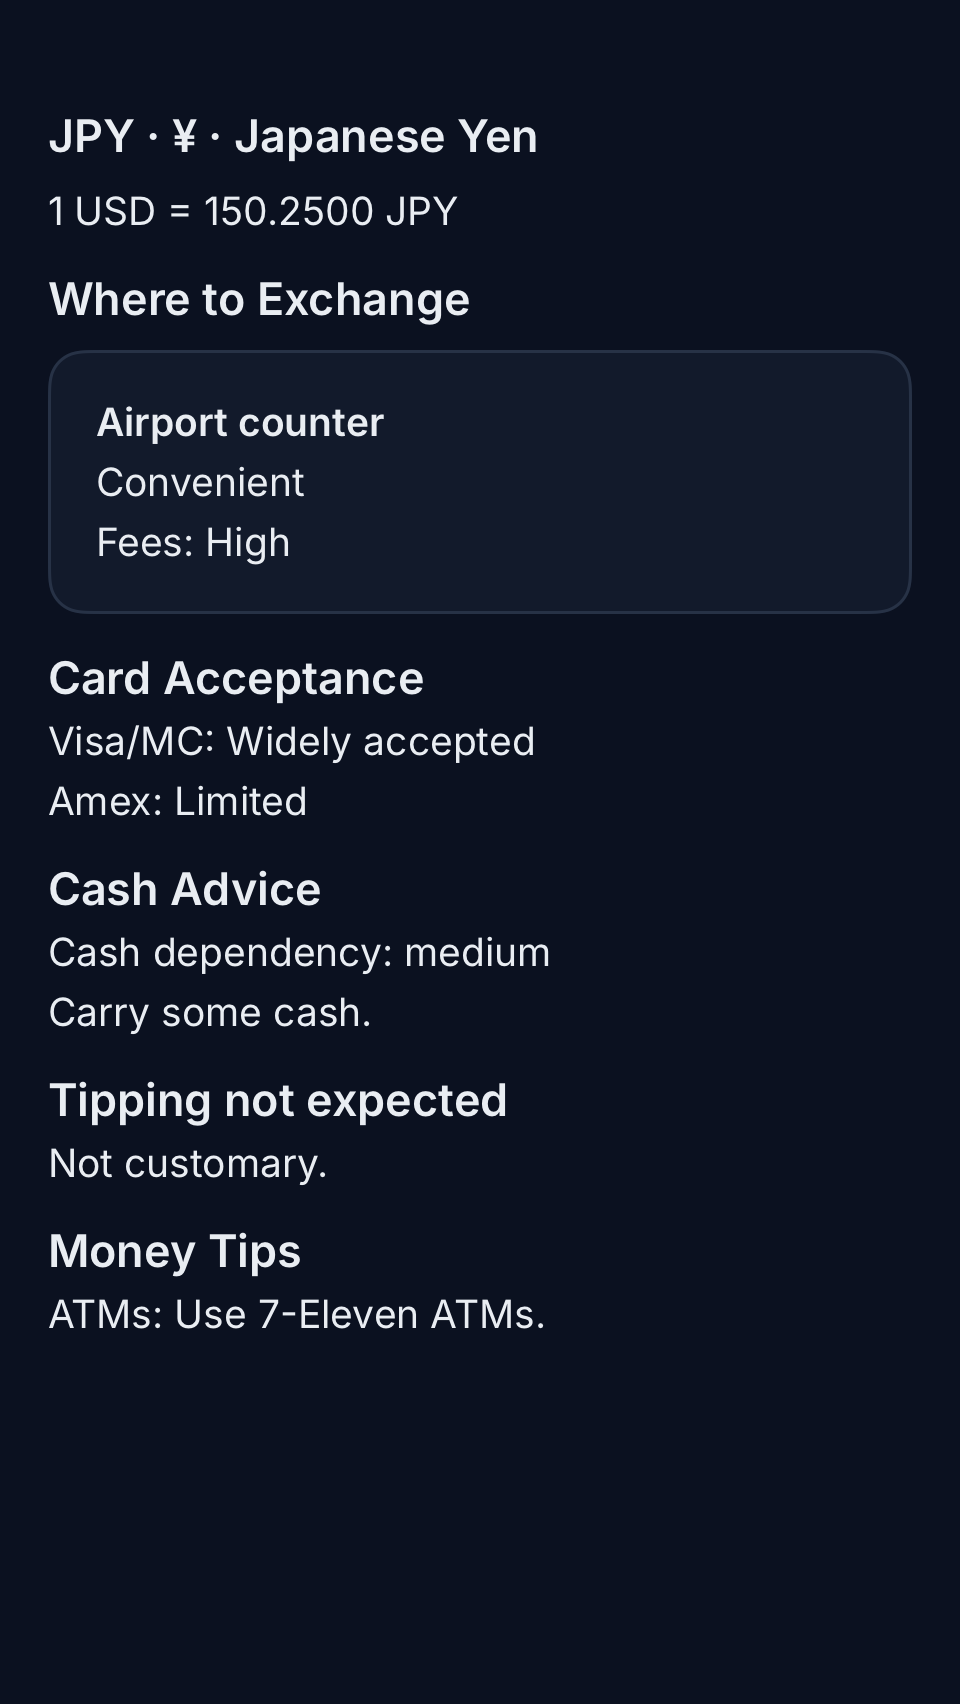 JPY · ¥ · Japanese Yen
1 USD = 150.2500 JPY
Where to Exchange
Airport counter
Convenient
Fees: High
Card Acceptance
Visa/MC: Widely accepted
Amex: Limited
Cash Advice
Cash dependency: medium
Carry some cash.
Tipping not expected
Not customary.
Money Tips
ATMs: Use 7-Eleven ATMs.